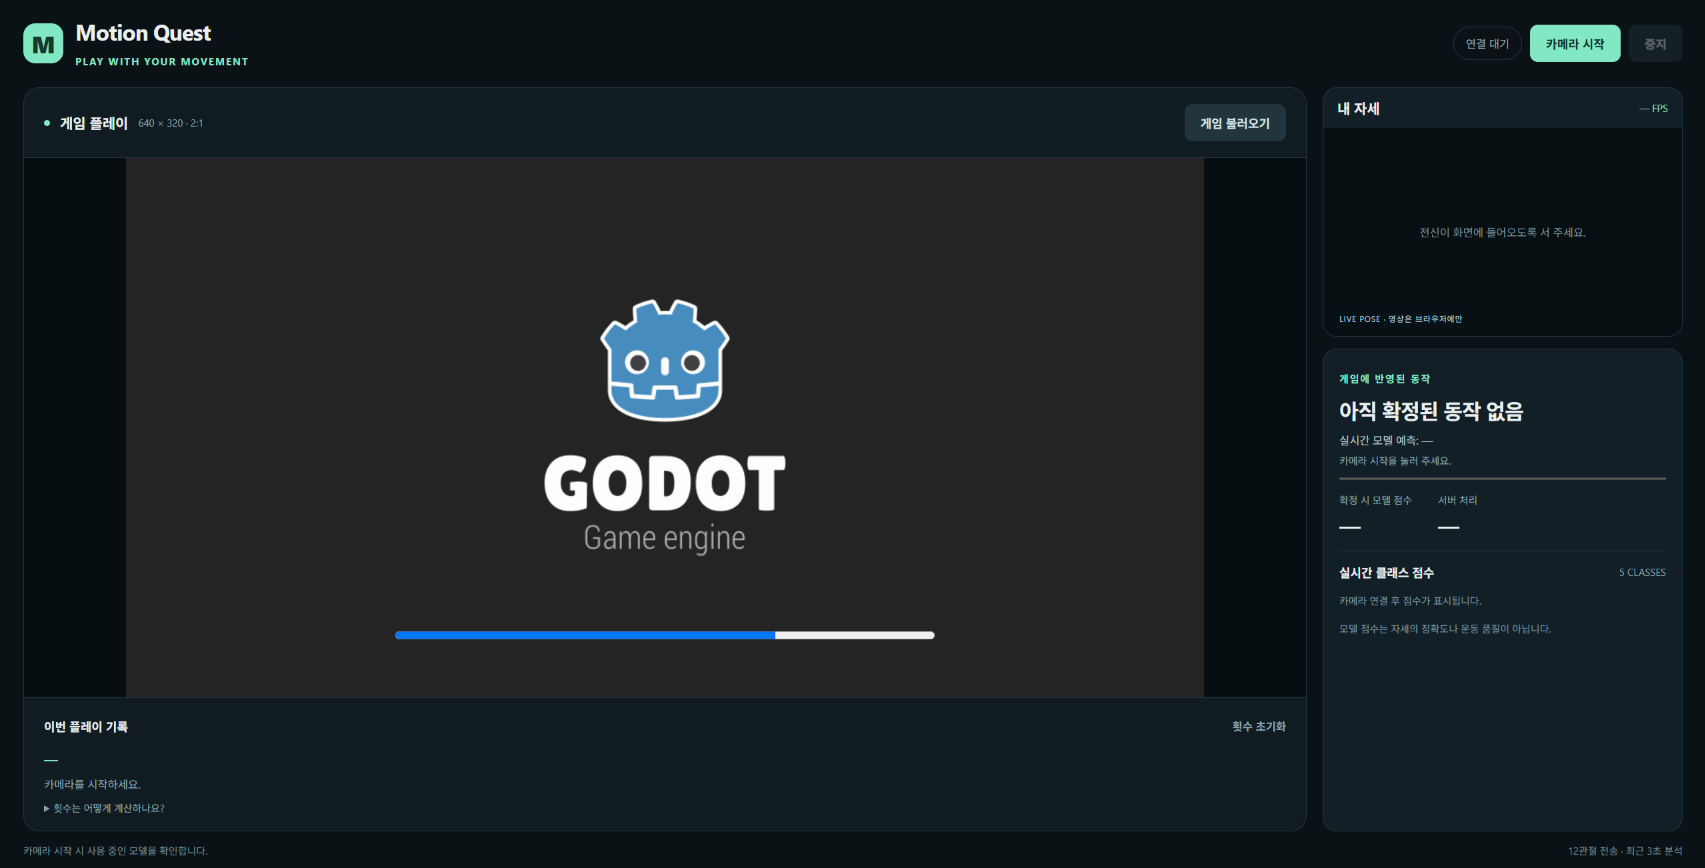 M
Motion Quest
PLAY WITH YOUR MOVEMENT
연결 대기
카메라 시작
중지
게임 플레이
640 × 320 · 2:1
게임 불러오기
GODOT
Game engine
이번 플레이 기록
횟수 초기화
—
카메라를 시작하세요.
▶ 횟수는 어떻게 계산하나요?
내 자세
— FPS
전신이 화면에 들어오도록 서 주세요.
LIVE POSE · 영상은 브라우저에만
게임에 반영된 동작
아직 확정된 동작 없음
실시간 모델 예측: —
카메라 시작을 눌러 주세요.
확정 시 모델 점수
서버 처리
—
—
실시간 클래스 점수
5 CLASSES
카메라 연결 후 점수가 표시됩니다.
모델 점수는 자세의 정확도나 운동 품질이 아닙니다.
카메라 시작 시 사용 중인 모델을 확인합니다.
12관절 전송 · 최근 3초 분석